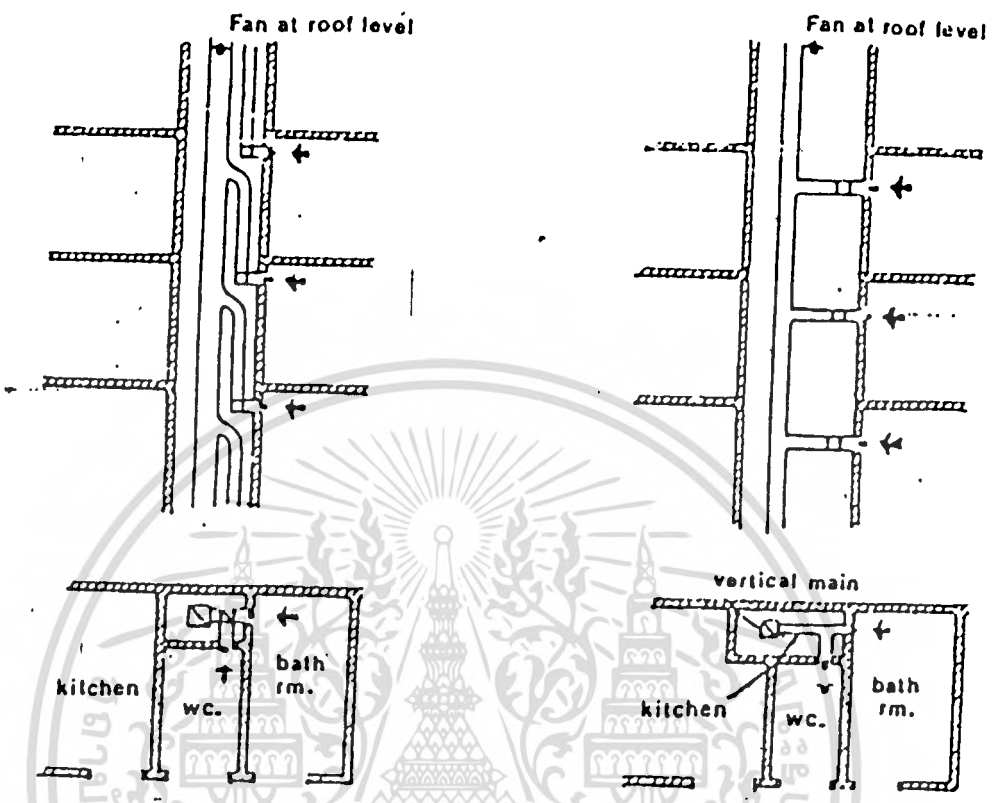 Fan at roof level
Fan at roof level
kitchen
wc.
bath
rm.
vertical main
kitchen
wc.
bath
rm.